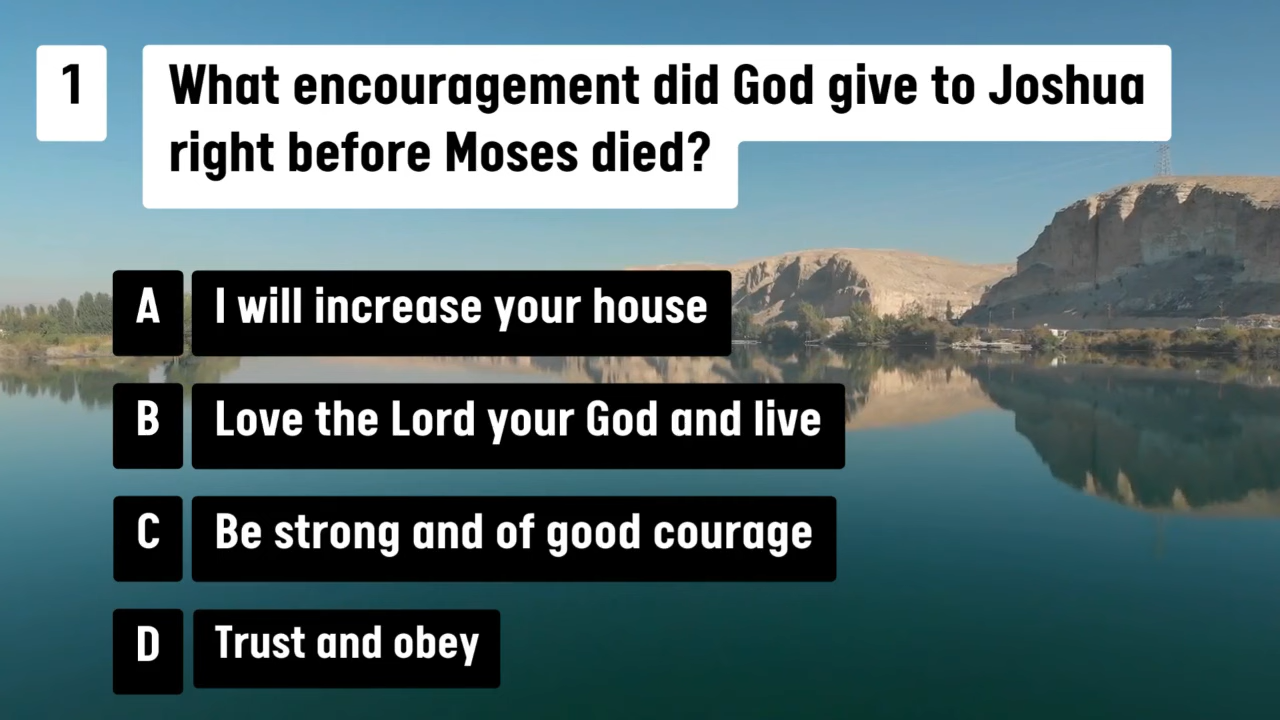 1
What encouragement did God give to Joshua
right before Moses died?
A I will increase your house
B Love the Lord your God and live
C Be strong and of good courage
D Trust and obey